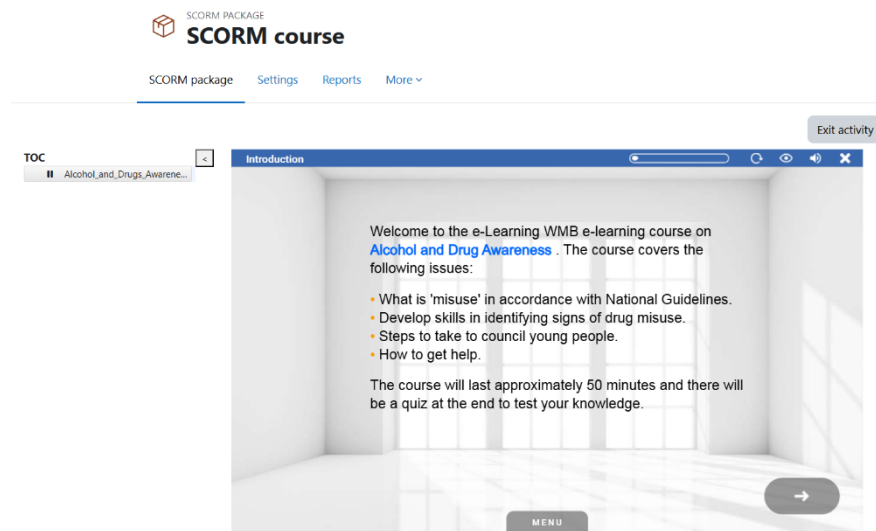 SCORM PACKAGE
SCORM course
SCORM package Settings Reports More
Exit activity
TOC
<
Alcohol_and_Drugs_Awarene...
Introduction
Welcome to the e-Learning WMB e-learning course on
Alcohol and Drug Awareness . The course covers the
following issues:
• What is 'misuse' in accordance with National Guidelines.
• Develop skills in identifying signs of drug misuse.
• Steps to take to council young people.
• How to get help.
The course will last approximately 50 minutes and there will
be a quiz at the end to test your knowledge.
MENU